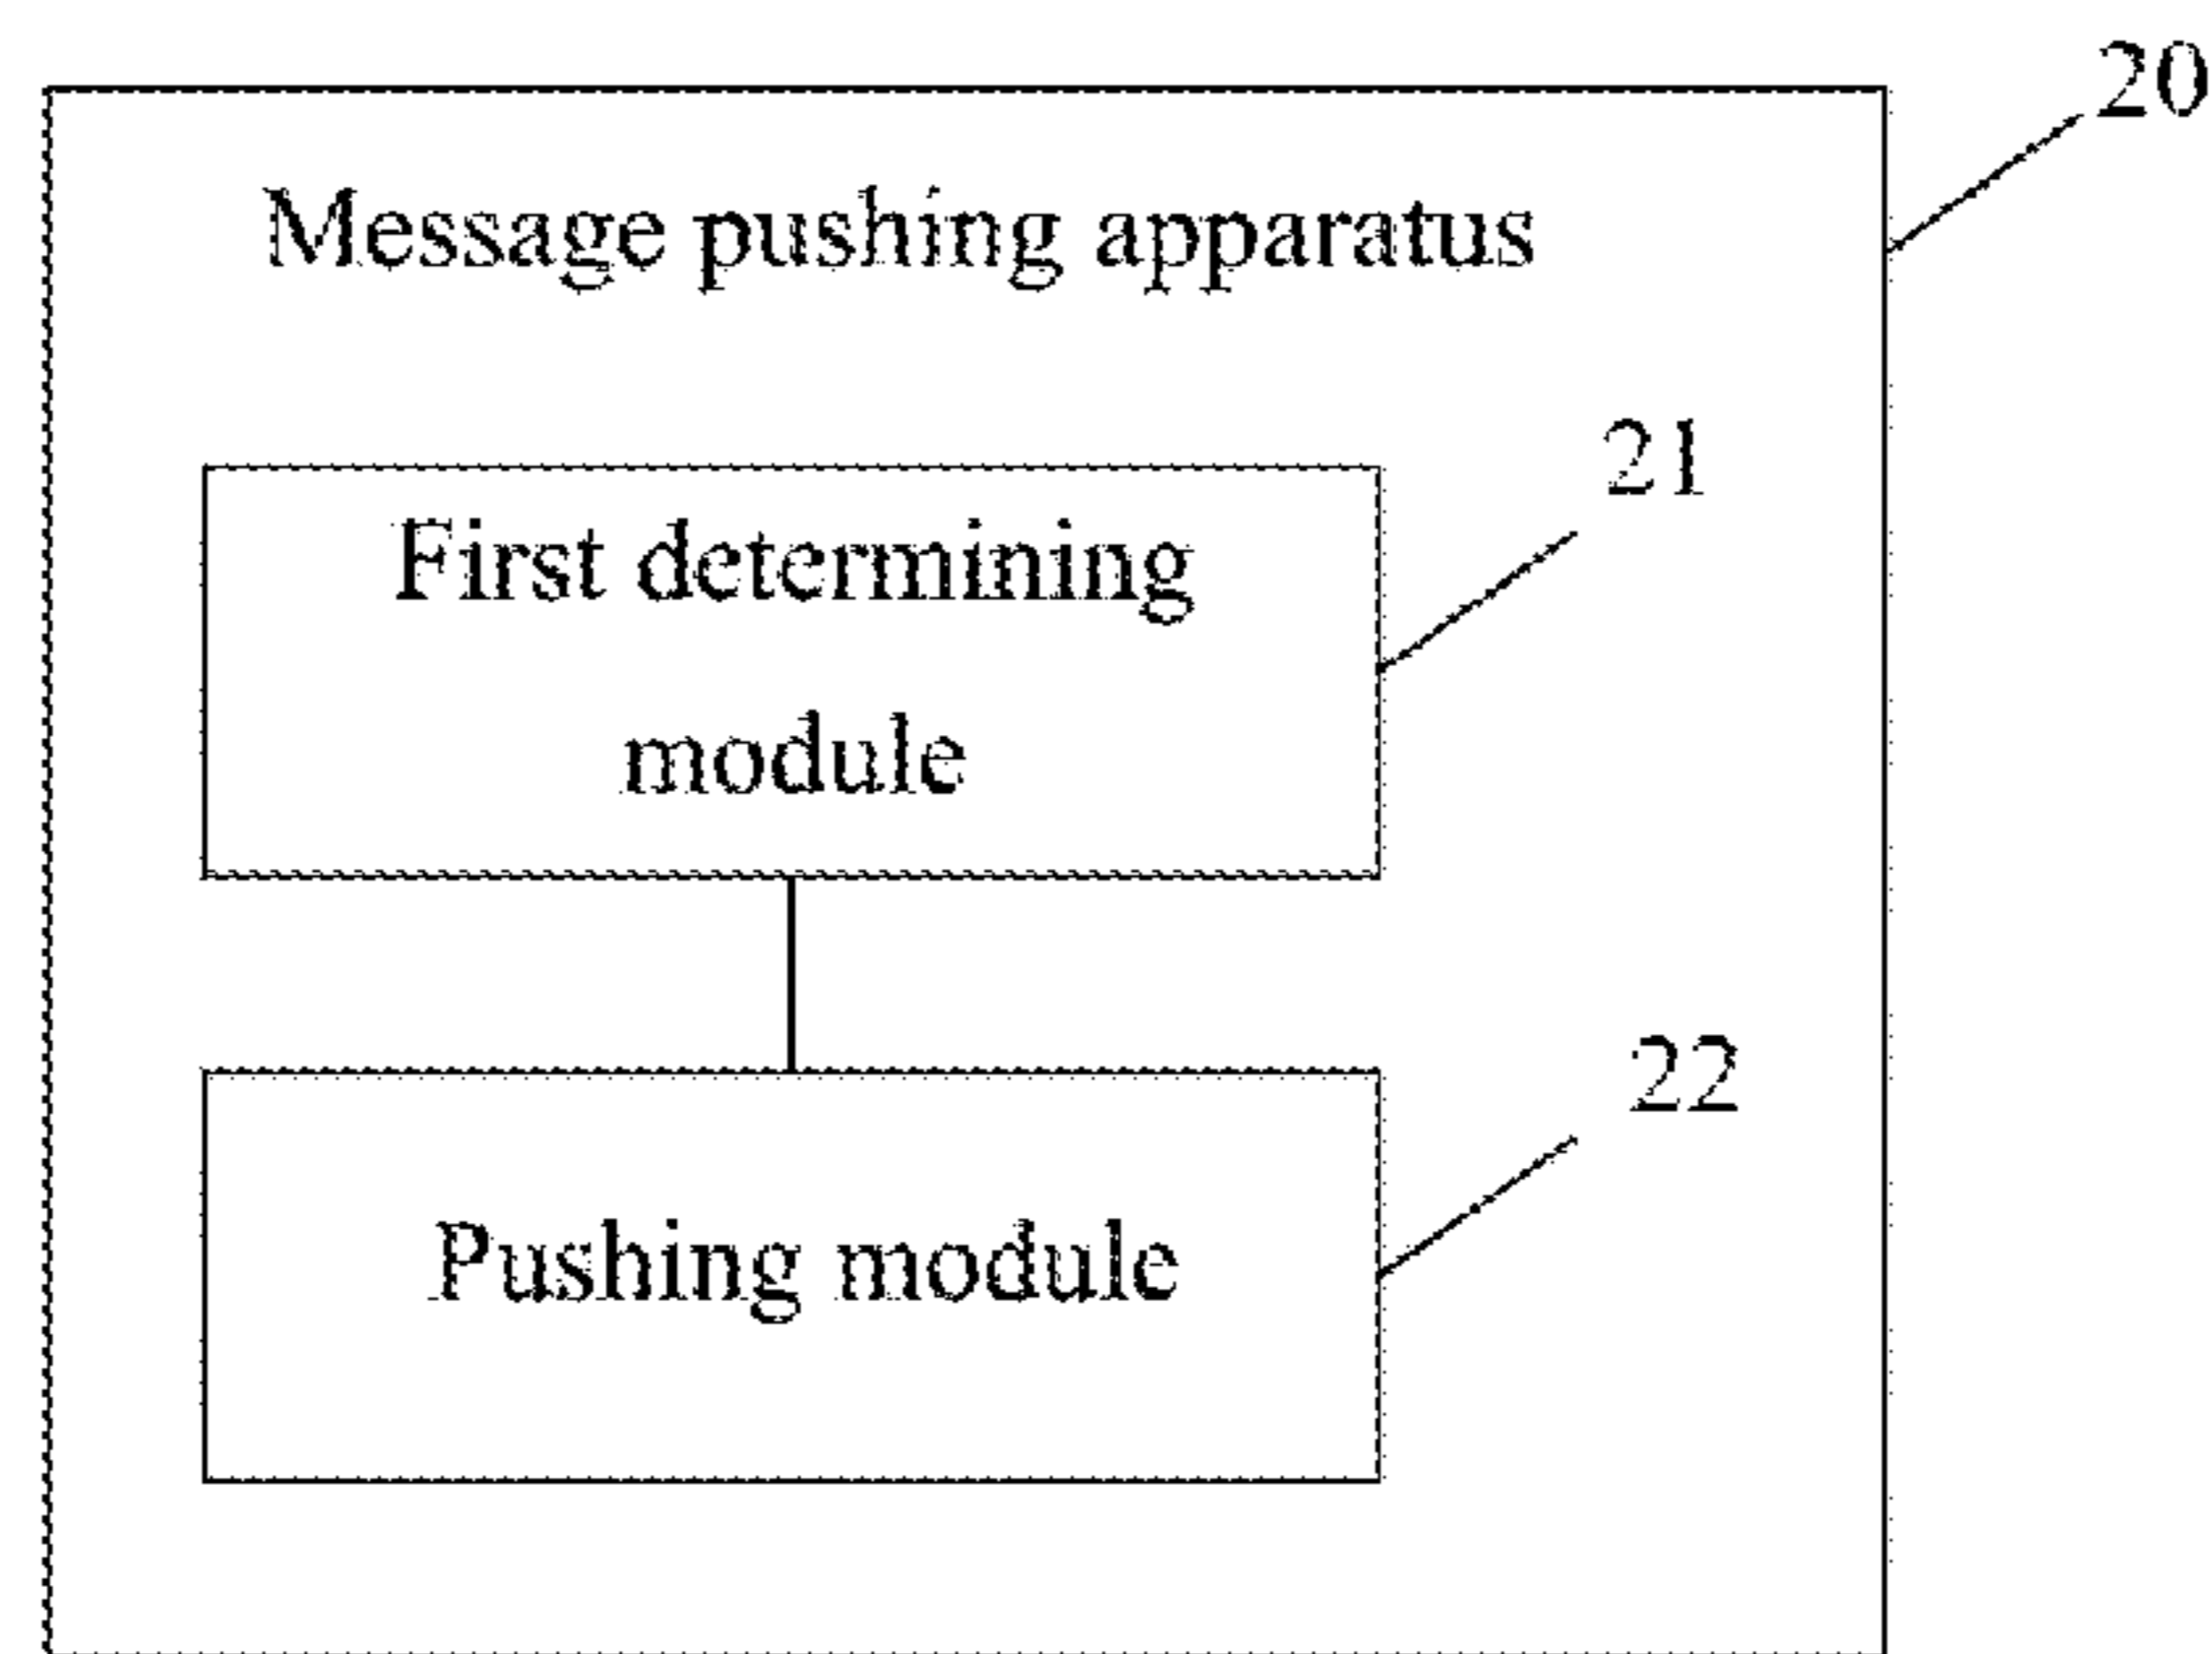 20
Message pushing apparatus
21
First determining
module
22
Pushing module